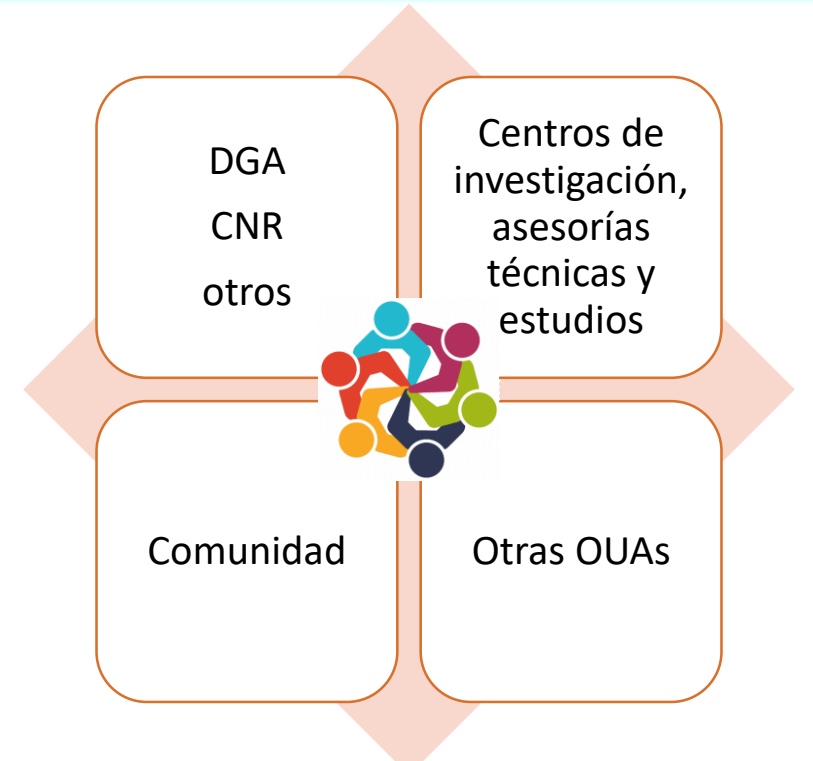 DGA
CNR
otros
Centros de
investigación,
asesorías
técnicas y
estudios
Comunidad
Otras OUAs